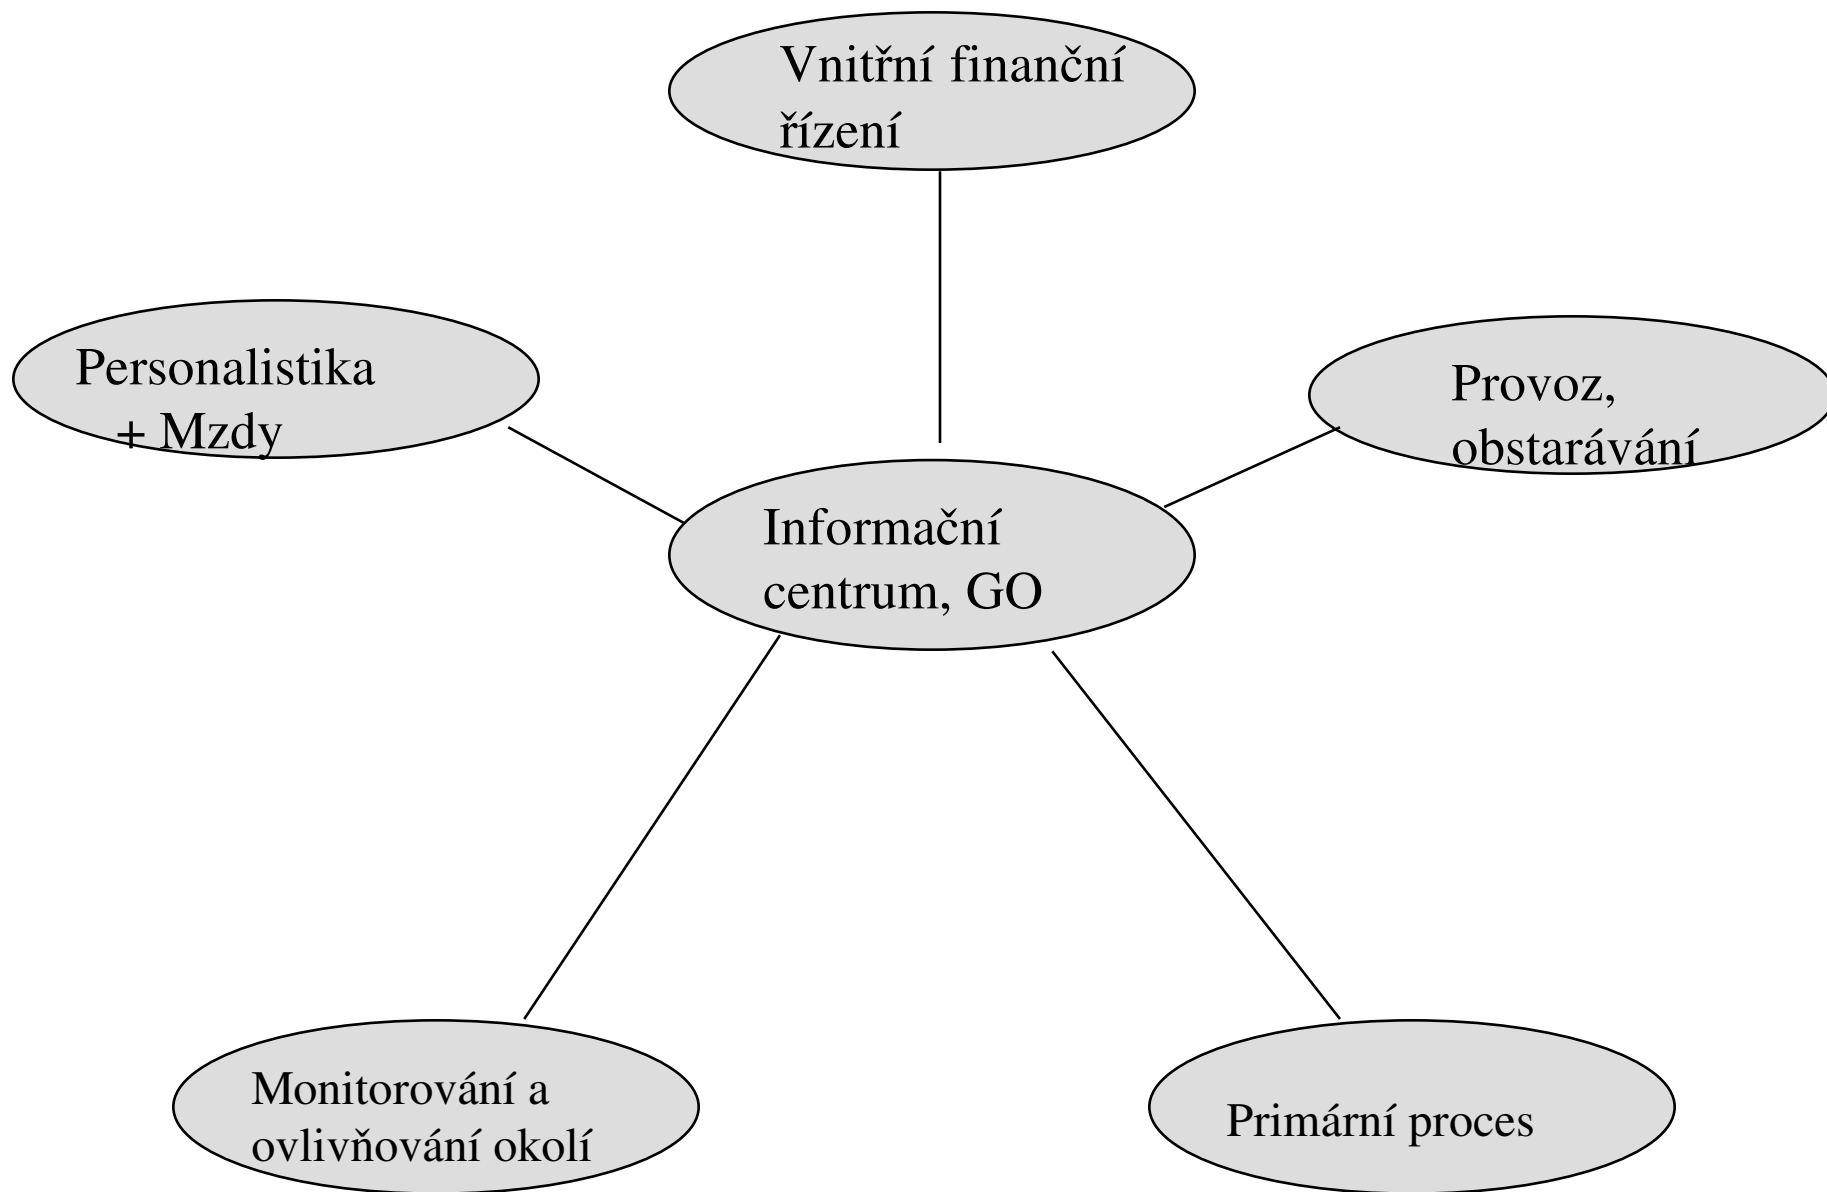 Vnitřní finanční
řízení
Personalistika
+ Mzdy
Provoz,
obstarávání
Informační
centrum, GO
Monitorování a
ovlivňování okolí
Primární proces